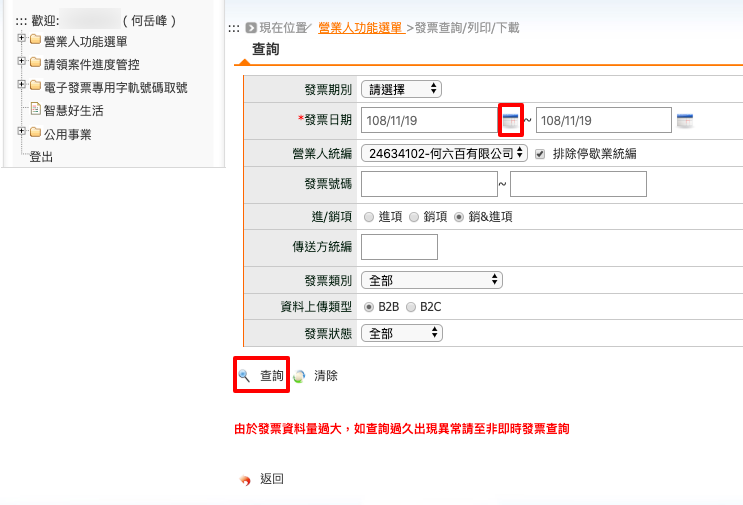 ::: 歡迎: ( 何岳峰 )
營業人功能選單
請領案件進度管控
電子發票專用字軌號碼取號
智慧好生活
公用事業
登出
::: 現在位置/ 營業人功能選單 >發票查詢/列印/下載
查詢
發票期別 請選擇
*發票日期 108/11/19 ~ 108/11/19
營業人統編 24634102-何六百有限公司 排除停歇業統編
發票號碼 ~
進/銷項 進項 銷項 銷&進項
傳送方統編
發票類別 全部
資料上傳類型 B2B B2C
發票狀態 全部
查詢 清除
由於發票資料量過大，如查詢過久出現異常請至非即時發票查詢
返回